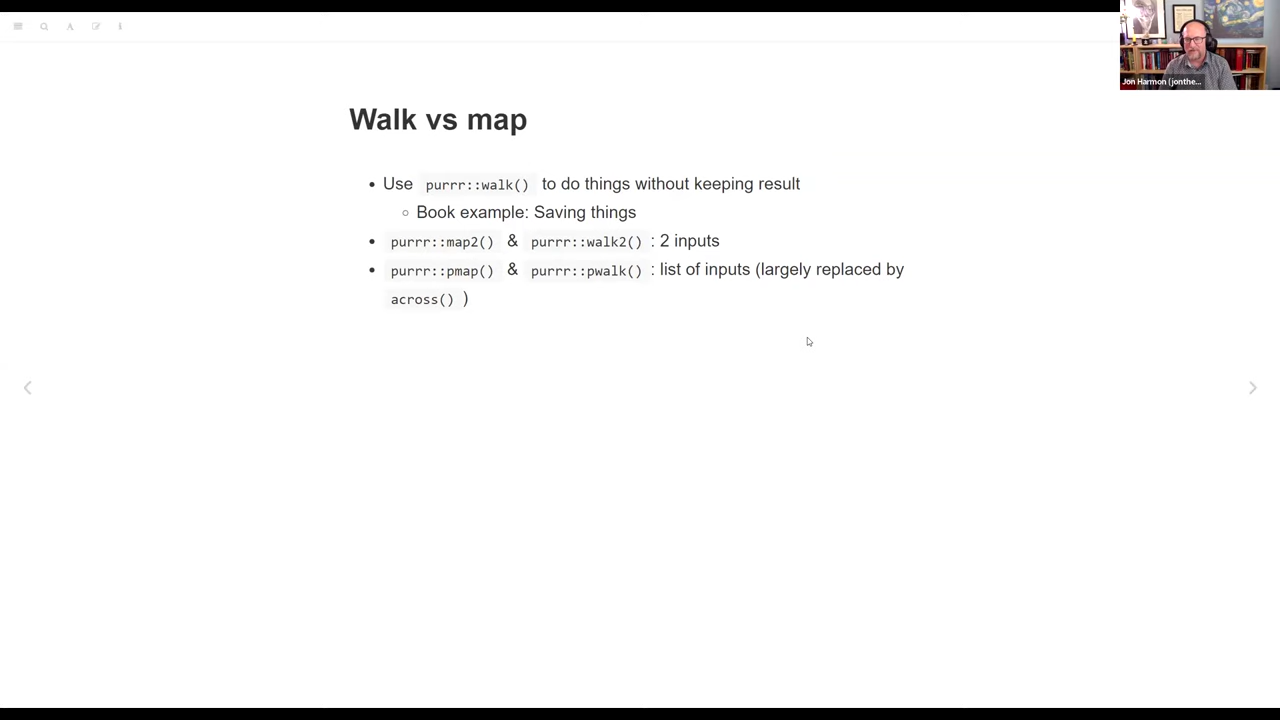 Jon Harmon (jonthe...
Walk vs map
• Use purrr::walk() to do things without keeping result
○ Book example: Saving things
• purrr::map2() & purrr::walk2() : 2 inputs
• purrr::pmap() & purrr::pwalk() : list of inputs (largely replaced by
across() )